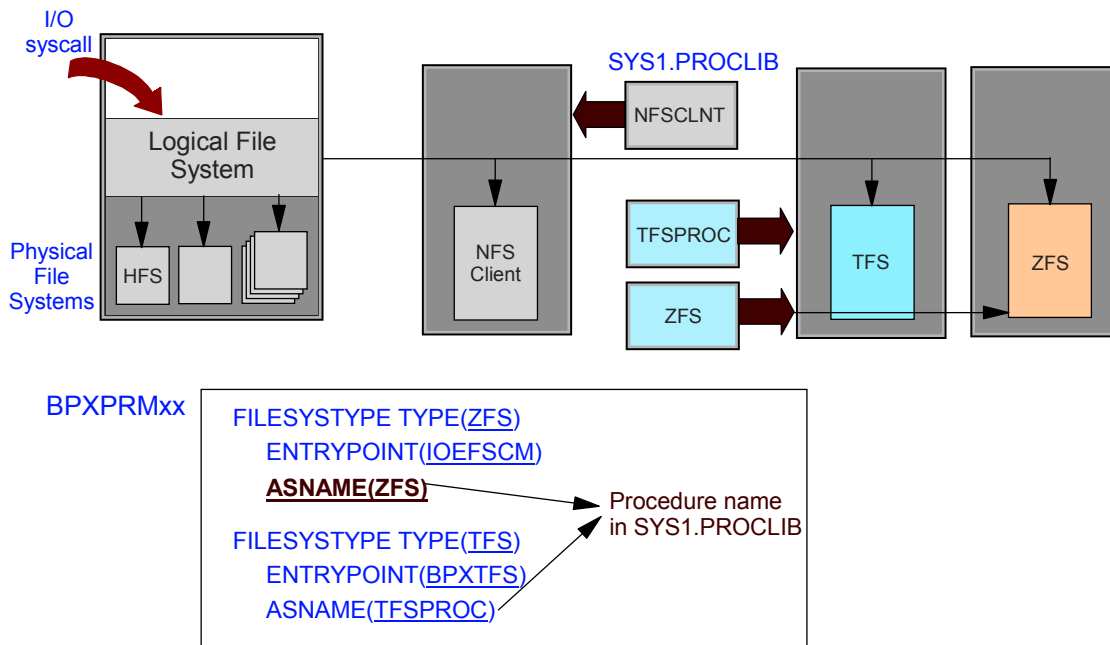 I/O
syscall
SYS1.PROCLIB
NFSCLNT
Logical File
System
Physical
File
Systems
HFS
NFS
Client
TFSPROC
TFS
ZFS
ZFS
BPXPRMxx
FILESYSTYPE TYPE(ZFS)
ENTRYPOINT(IOEFSCM)
ASNAME(ZFS)
Procedure name
in SYS1.PROCLIB
FILESYSTYPE TYPE(TFS)
ENTRYPOINT(BPXTFS)
ASNAME(TFSPROC)